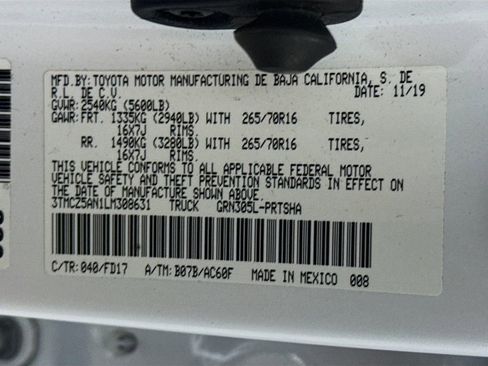 MFD.BY:TOYOTA MOTOR MANUFACTURING DE BAJA CALIFORNIA, S. DE
R.L. DE C.V. DATE: 11/19
GVWR: 2540KG (5600LB)
GAWR:FRT. 1335KG (2940LB) WITH 265/70R16 TIRES,
16X7J RIMS.
RR. 1490KG (3280LB) WITH 265/70R16 TIRES,
16X7J RIMS.
THIS VEHICLE CONFORMS TO ALL APPLICABLE FEDERAL MOTOR
VEHICLE SAFETY AND THEFT PREVENTION STANDARDS IN EFFECT ON
THE DATE OF MANUFACTURE SHOWN ABOVE.
3TMCZ5AN1LM308631 TRUCK GRN305L-PRTSHA
C/TR: 040/FD17 A/TM: B07B/AC60F MADE IN MEXICO 008